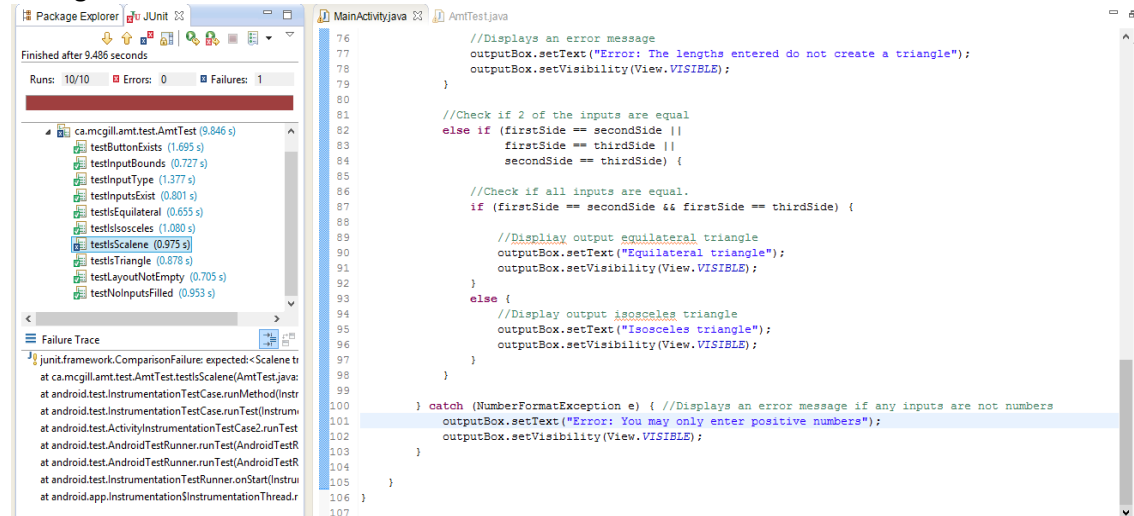 Package Explorer JUnit
Finished after 9.486 seconds
Runs: 10/10 Errors: 0 Failures: 1
ca.mcgill.amt.test.AmtTest (9.846 s)
testButtonExists (1.695 s)
testInputBounds (0.727 s)
testInputType (1.377 s)
testInputsExist (0.801 s)
testIsEquilateral (0.655 s)
testIsIsosceles (1.080 s)
testIsScalene (0.975 s)
testIsTriangle (0.878 s)
testLayoutNotEmpty (0.705 s)
testNoInputsFilled (0.953 s)
Failure Trace
junit.framework.ComparisonFailure: expected:<Scalene tr
at ca.mcgill.amt.test.AmtTest.testIsScalene(AmtTest.java:
at android.test.InstrumentationTestCase.runMethod(Instr
at android.test.InstrumentationTestCase.runTest(Instrum
at android.test.ActivityInstrumentationTestCase2.runTest
at android.test.AndroidTestRunner.runTest(AndroidTestR
at android.test.AndroidTestRunner.runTest(AndroidTestR
at android.test.InstrumentationTestRunner.onStart(Instru
at android.app.Instrumentation$InstrumentationThread.r
MainActivity.java AmtTest.java
76 //Displays an error message
77 outputBox.setText("Error: The lengths entered do not create a triangle");
78 outputBox.setVisibility(View.VISIBLE);
79 }
80
81 //Check if 2 of the inputs are equal
82 else if (firstSide == secondSide ||
83 firstSide == thirdSide ||
84 secondSide == thirdSide) {
85
86 //Check if all inputs are equal.
87 if (firstSide == secondSide && firstSide == thirdSide) {
88
89 //Displiay output equilateral triangle
90 outputBox.setText("Equilateral triangle");
91 outputBox.setVisibility(View.VISIBLE);
92 }
93 else {
94 //Display output isosceles triangle
95 outputBox.setText("Isosceles triangle");
96 outputBox.setVisibility(View.VISIBLE);
97 }
98 }
99
100 } catch (NumberFormatException e) { //Displays an error message if any inputs are not numbers
101 outputBox.setText("Error: You may only enter positive numbers");
102 outputBox.setVisibility(View.VISIBLE);
103 }
104
105 }
106 }
107